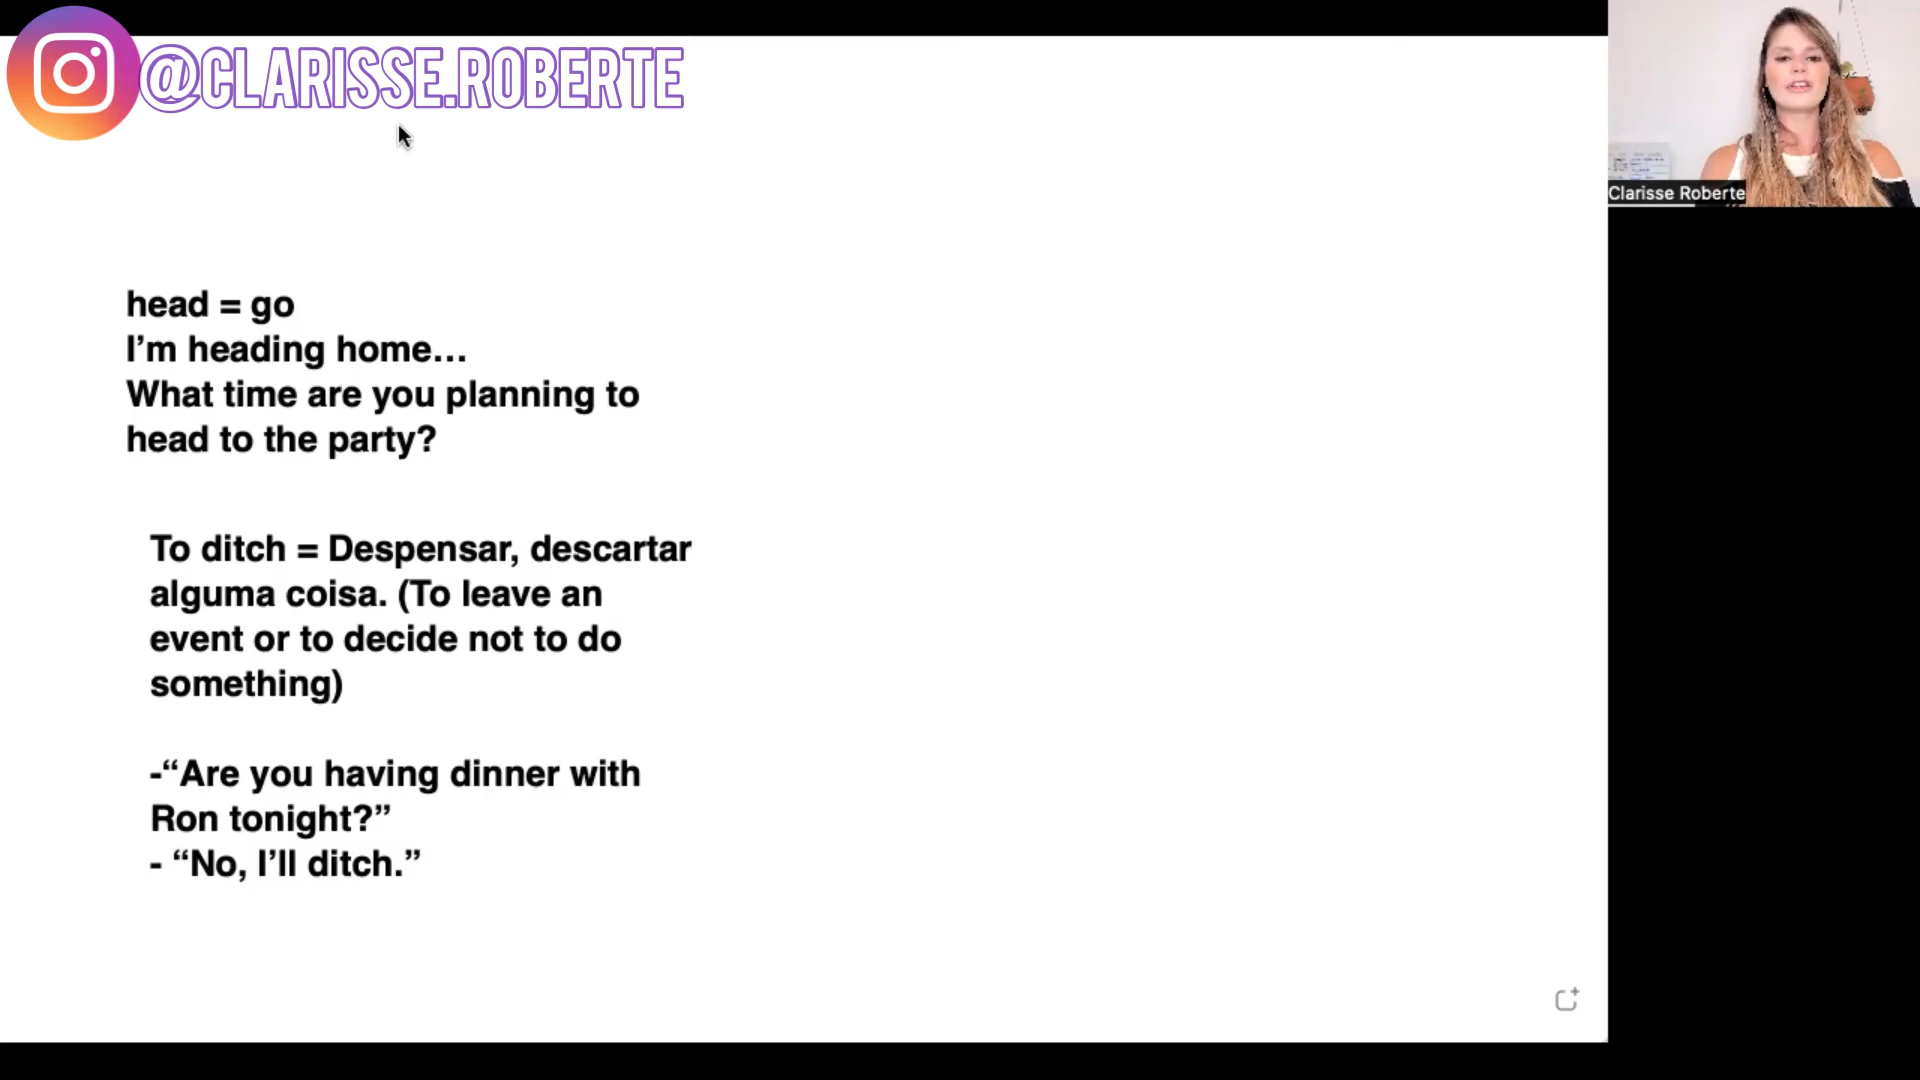 @CLARISSE.ROBERTE
Clarisse Roberte
head = go
I’m heading home…
What time are you planning to
head to the party?
To ditch = Despensar, descartar
alguma coisa. (To leave an
event or to decide not to do
something)
-“Are you having dinner with
Ron tonight?”
- “No, I’ll ditch.”